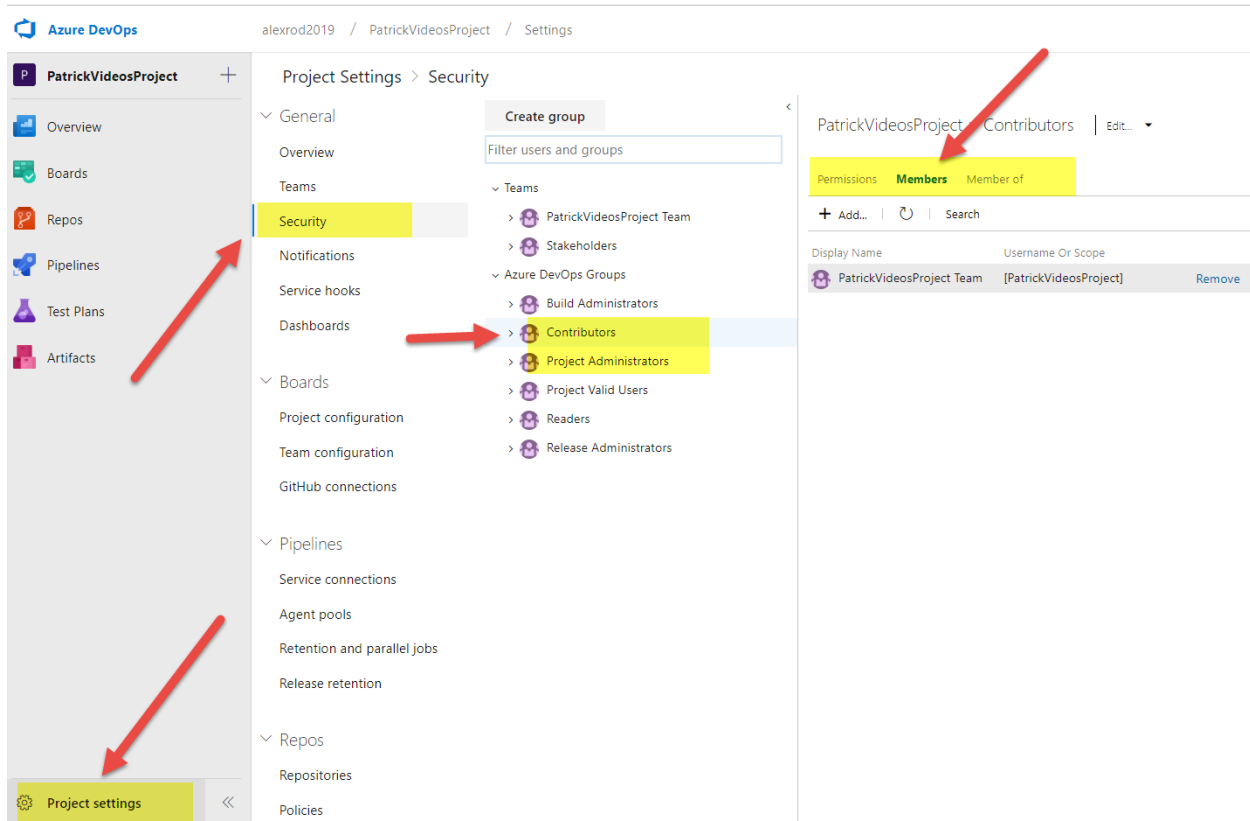 Azure DevOps
alexrod2019 / PatrickVideosProject / Settings
P PatrickVideosProject +
Overview
Boards
Repos
Pipelines
Test Plans
Artifacts
Project settings
Project Settings > Security
General
Overview
Teams
Security
Notifications
Service hooks
Dashboards
Boards
Project configuration
Team configuration
GitHub connections
Pipelines
Service connections
Agent pools
Retention and parallel jobs
Release retention
Repos
Repositories
Policies
Create group
Filter users and groups
Teams
PatrickVideosProject Team
Stakeholders
Azure DevOps Groups
Build Administrators
Contributors
Project Administrators
Project Valid Users
Readers
Release Administrators
PatrickVideosProject Contributors | Edit...
Permissions Members Member of
+ Add... Search
Display Name Username Or Scope
PatrickVideosProject Team [PatrickVideosProject] Remove